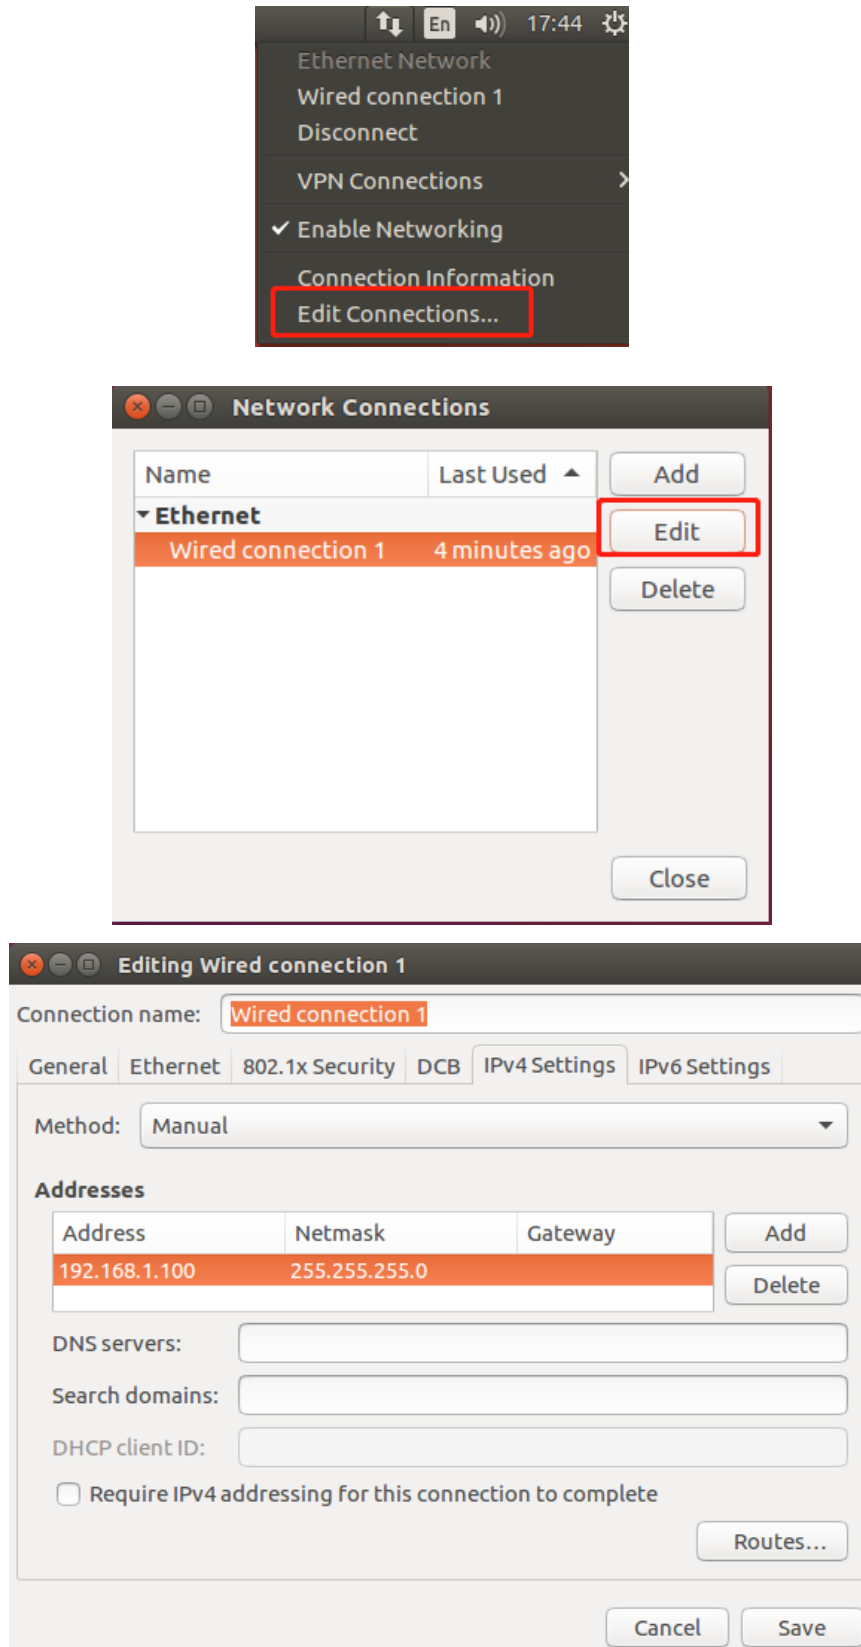 En 17:44
Ethernet Network
Wired connection 1
Disconnect
VPN Connections
Enable Networking
Connection Information
Edit Connections...
Network Connections
Name Last Used
Add
Ethernet
Edit
Wired connection 1 4 minutes ago
Delete
Close
Editing Wired connection 1
Connection name: Wired connection 1
General Ethernet 802.1x Security DCB IPv4 Settings IPv6 Settings
Method: Manual
Addresses
Address Netmask Gateway Add
192.168.1.100 255.255.255.0
Delete
DNS servers:
Search domains:
DHCP client ID:
Require IPv4 addressing for this connection to complete
Routes...
Cancel Save